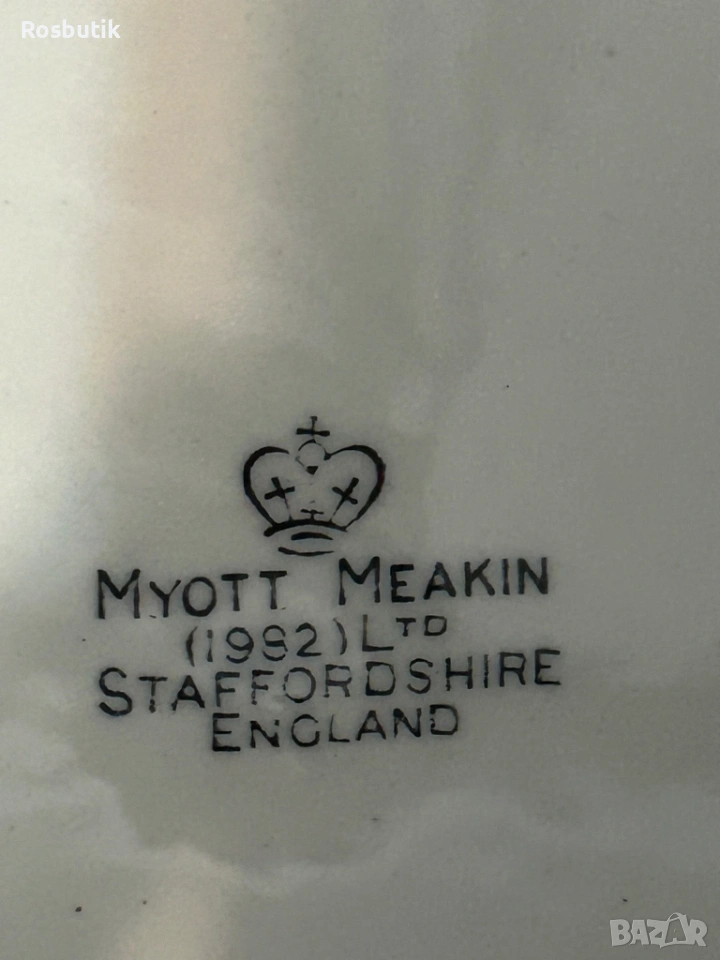 Rosbutik
MYOTT MEAKIN
(1982) LTD
STAFFORDSHIRE
ENGLAND
BAZAR